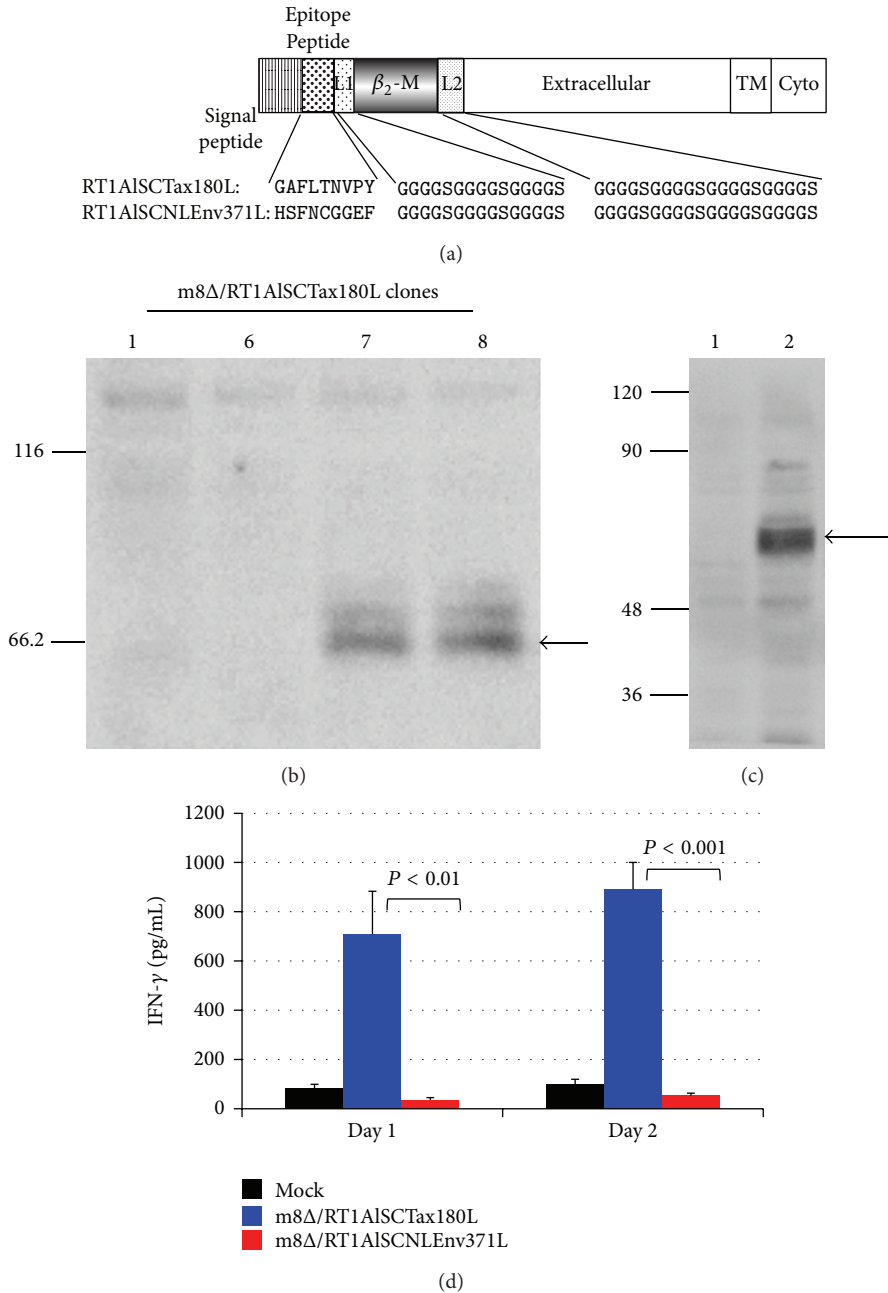 Epitope
Peptide
L1 β₂-M L2 Extracellular TM Cyto
Signal
peptide
RT1AlSCTax180L: GAFLTNVPY GGGGSGGGGSGGGGS GGGGSGGGGSGGGGSGGGGS
RT1AlSCNLEnv371L: HSFNCGGEF GGGGSGGGGSGGGGS GGGGSGGGGSGGGGSGGGGS
(a)
m8Δ/RT1AlSCTax180L clones
1 6 7 8
116
66.2
(b)
1 2
120
90
48
36
(c)
1200
1000
800
600
400
200
0
IFN-γ (pg/mL)
P < 0.01
P < 0.001
Day 1 Day 2
Mock
m8Δ/RT1AlSCTax180L
m8Δ/RT1AlSCNLEnv371L
(d)